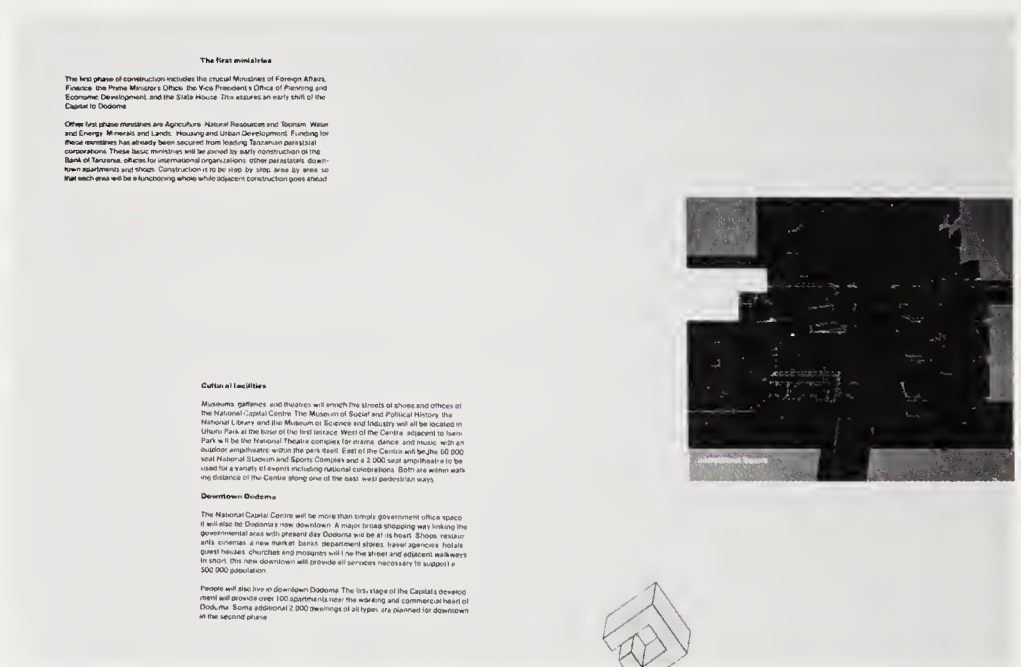 The first ministries
The first phase of construction includes the crucial Ministries of Foreign Affairs,
Finance, the Prime Minister's Office, the Vice President's Office of Planning and
Economic Development, and the State House. This assures an early shift of the
Capital to Dodoma
Other first phase ministries are Agriculture, Natural Resources and Tourism, Water
and Energy, Minerals and Lands, Housing and Urban Development. Funding for
these ministries has already been secured from leading Tanzanian parastatal
corporations. These basic ministries will be joined by early construction of the
Bank of Tanzania, offices for international organizations, other parastatals, down-
town apartments and shops. Construction is to be step by step, area by area, so
that each area will be a functioning whole while adjacent construction goes ahead
Cultural facilities
Museums, galleries, and theatres will enrich the streets of shops and offices of
the National Capital Centre. The Museum of Social and Political History, the
National Library and the Museum of Science and Industry will all be located in
Uhuru Park at the base of the first terrace. West of the Centre, adjacent to Iseni
Park will be the National Theatre complex for drama, dance, and music, with an
outdoor ampitheatre within the park itself. East of the Centre will be the 60 000
seat National Stadium and Sports Complex and a 2 000 seat ampitheatre to be
used for a variety of events including national celebrations. Both are within walk
ing distance of the Centre along one of the east west pedestrian ways
Downtown Dodoma
The National Capital Centre will be more than simply government office space
It will also be Dodoma's new downtown. A major broad shopping way linking the
governmental area with present day Dodoma will be at its heart. Shops, restaur
ants, cinemas, a new market, banks, department stores, travel agencies, hotels,
guest houses, churches and mosques will line the street and adjacent walkways
In short, this new downtown will provide all services necessary to support a
500 000 population
People will also live in downtown Dodoma. The first stage of the Capital's develop
ment will provide over 100 apartments near the working and commercial heart of
Dodoma. Some additional 2 000 dwellings of all types are planned for downtown
in the second phase